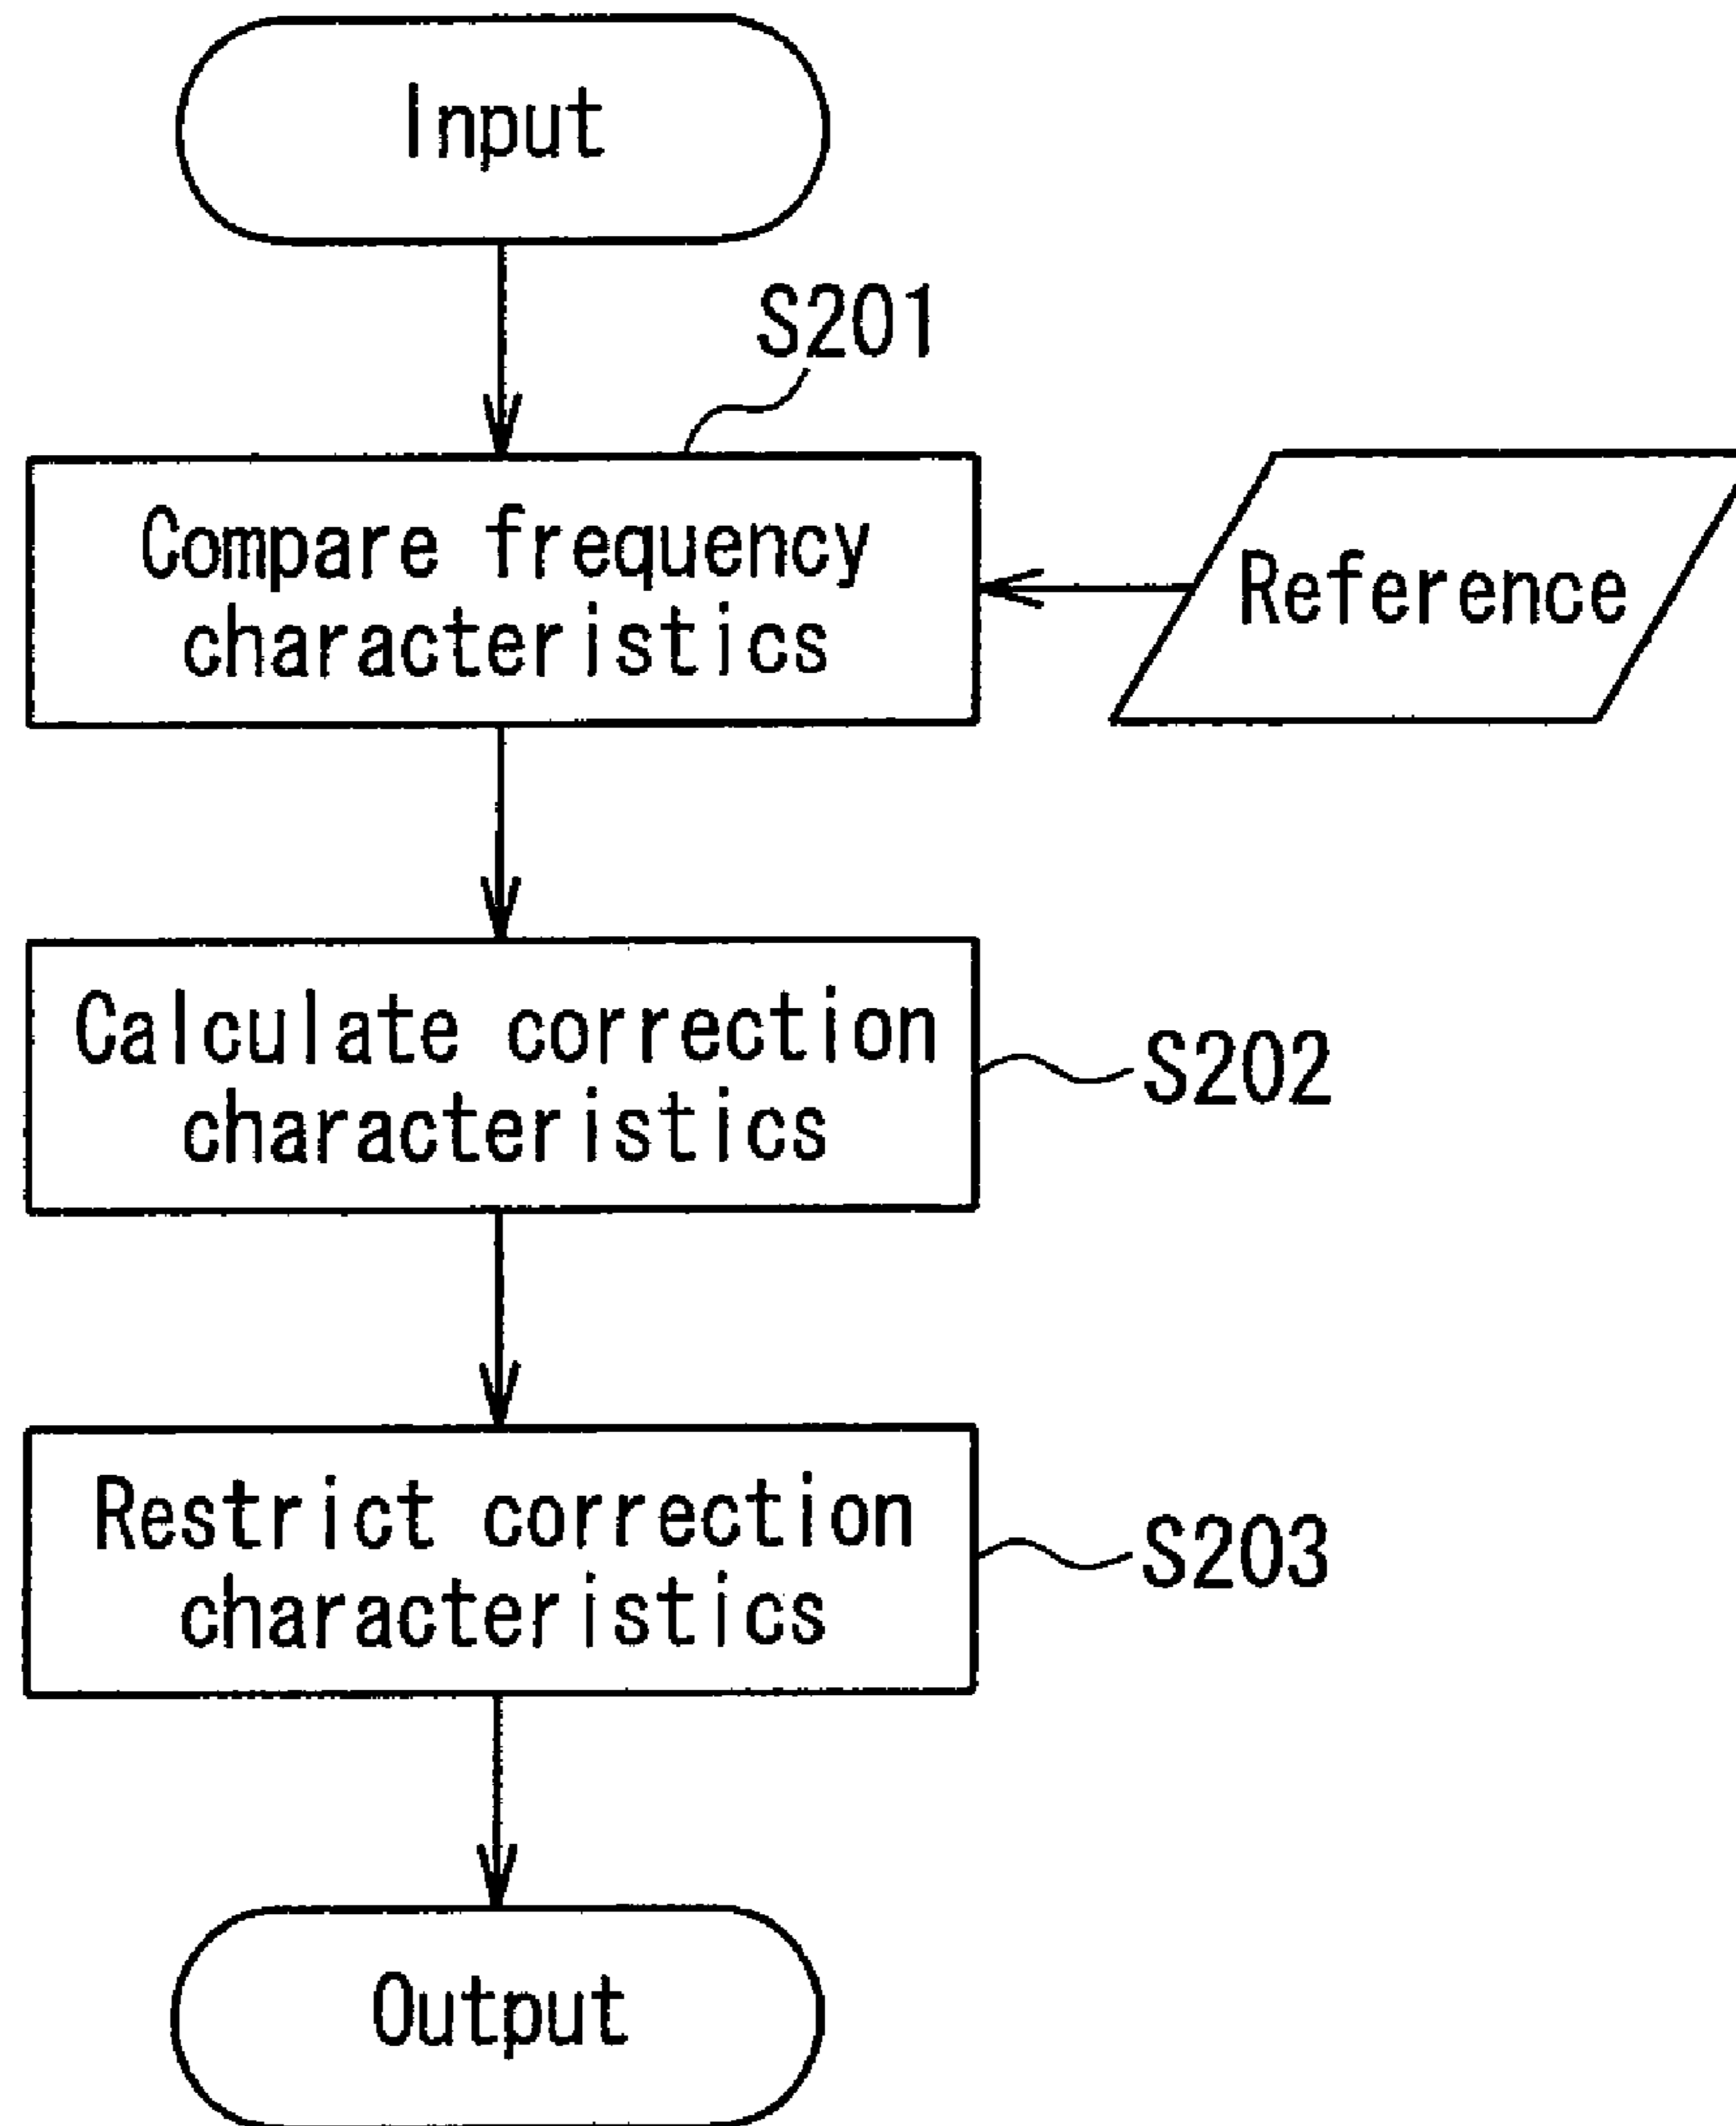 Input
S201
Compare frequency
characteristics
Reference
Calculate correction
characteristics
S202
Restrict correction
characteristics
S203
Output